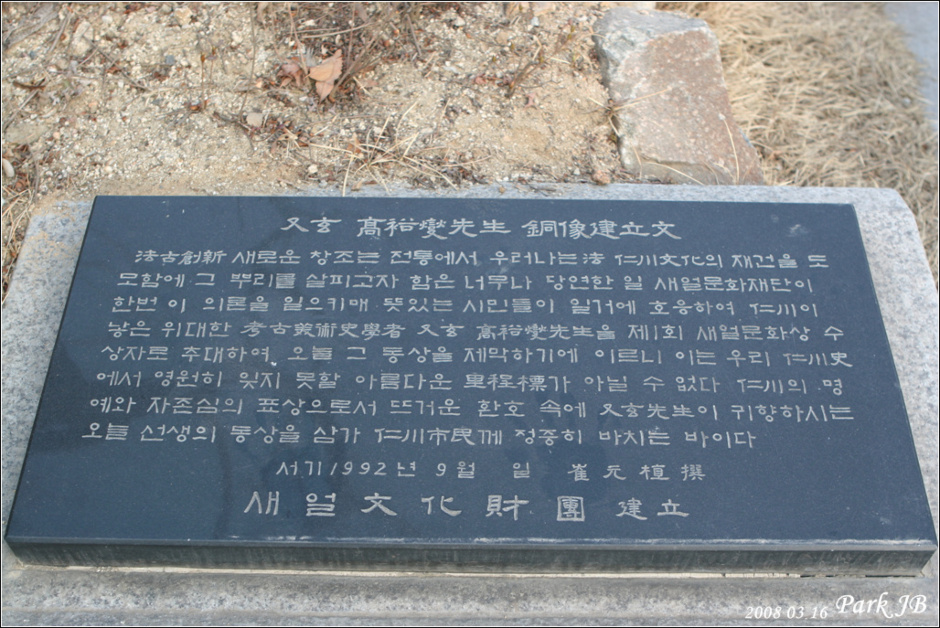 又玄 高裕燮先生 銅像建立文
法古創新 새로운 창조는 전통에서 우러나는法 仁川文化의 재건을 도
모함에 그 뿌리를 살피고자 함은 너무나 당연한 일 새얼문화재단이
한번 이 의론을 일으키매 뜻있는 시민들이 일거에 호응하여 仁川이
낳은 위대한 考古美術史學者 又玄 高裕燮先生을 제1회 새얼문화상 수
상자로 추대하여, 오늘 그 동상을 제막하기에 이르니 이는 우리 仁川史
에서 영원히 잊지 못할 아름다운 里程標가 아닐 수 없다 仁川의 명
예와 자존심의 표상으로서 뜨거운 환호 속에 又玄先生이 귀향하시는
오늘 선생의 동상을 삼가 仁川市民께 정중히 바치는 바이다
서기1992년 9월 일 崔元植 撰
새얼文化財團 建立
2008 03 16 Park JB